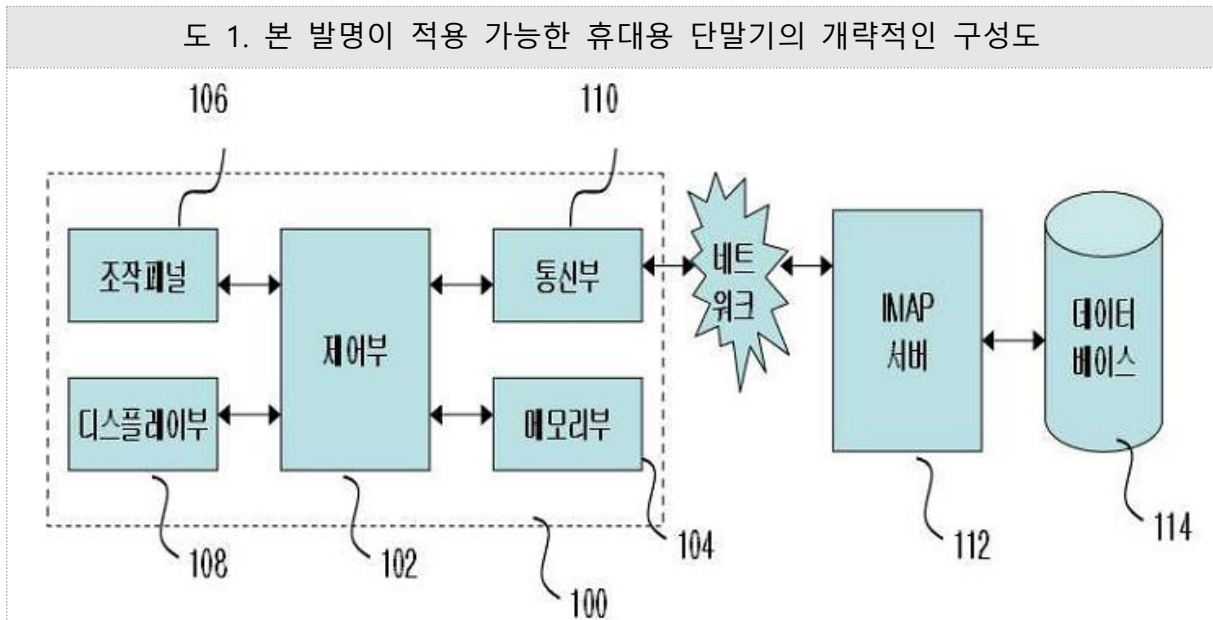 도 1. 본 발명이 적용 가능한 휴대용 단말기의 개략적인 구성도
106
110
조작패널
통신부
네트
워크
제어부
IMAP
서버
데이터
베이스
디스플레이부
메모리부
108
102
104
100
112
114